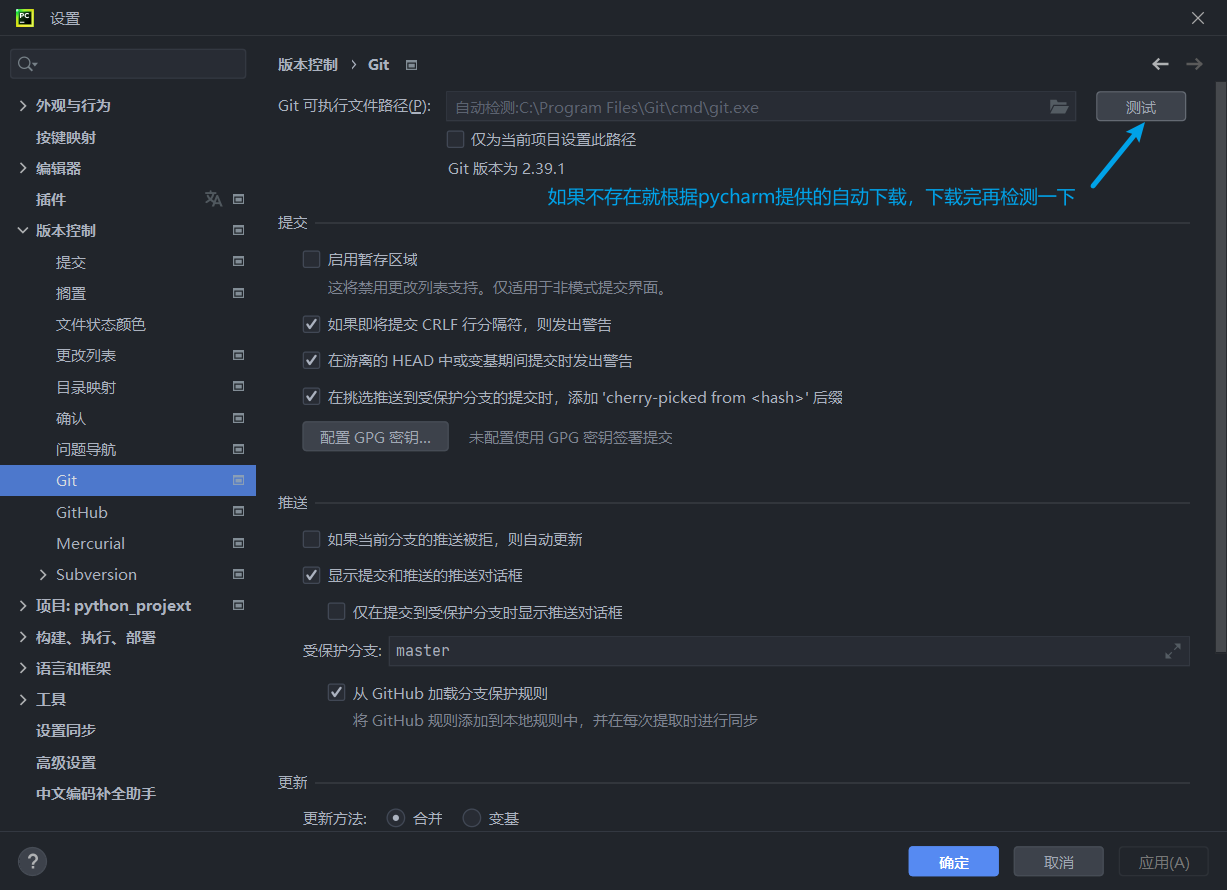 PC
设置
外观与行为
按键映射
编辑器
插件
版本控制
提交
搁置
文件状态颜色
更改列表
目录映射
确认
问题导航
Git
GitHub
Mercurial
Subversion
项目: python_projext
构建、执行、部署
语言和框架
工具
设置同步
高级设置
中文编码补全助手
版本控制 › Git
Git 可执行文件路径(P): 自动检测:C:\Program Files\Git\cmd\git.exe 测试
仅为当前项目设置此路径
Git 版本为 2.39.1
如果不存在就根据pycharm提供的自动下载，下载完再检测一下
提交
启用暂存区域
这将禁用更改列表支持。仅适用于非模式提交界面。
如果即将提交 CRLF 行分隔符，则发出警告
在游离的 HEAD 中或变基期间提交时发出警告
在挑选推送到受保护分支的提交时，添加 'cherry-picked from <hash>' 后缀
配置 GPG 密钥... 未配置使用 GPG 密钥签署提交
推送
如果当前分支的推送被拒，则自动更新
显示提交和推送的推送对话框
仅在提交到受保护分支时显示推送对话框
受保护分支: master
从 GitHub 加载分支保护规则
将 GitHub 规则添加到本地规则中，并在每次提取时进行同步
更新
更新方法: 合并 变基
? 确定 取消 应用(A)